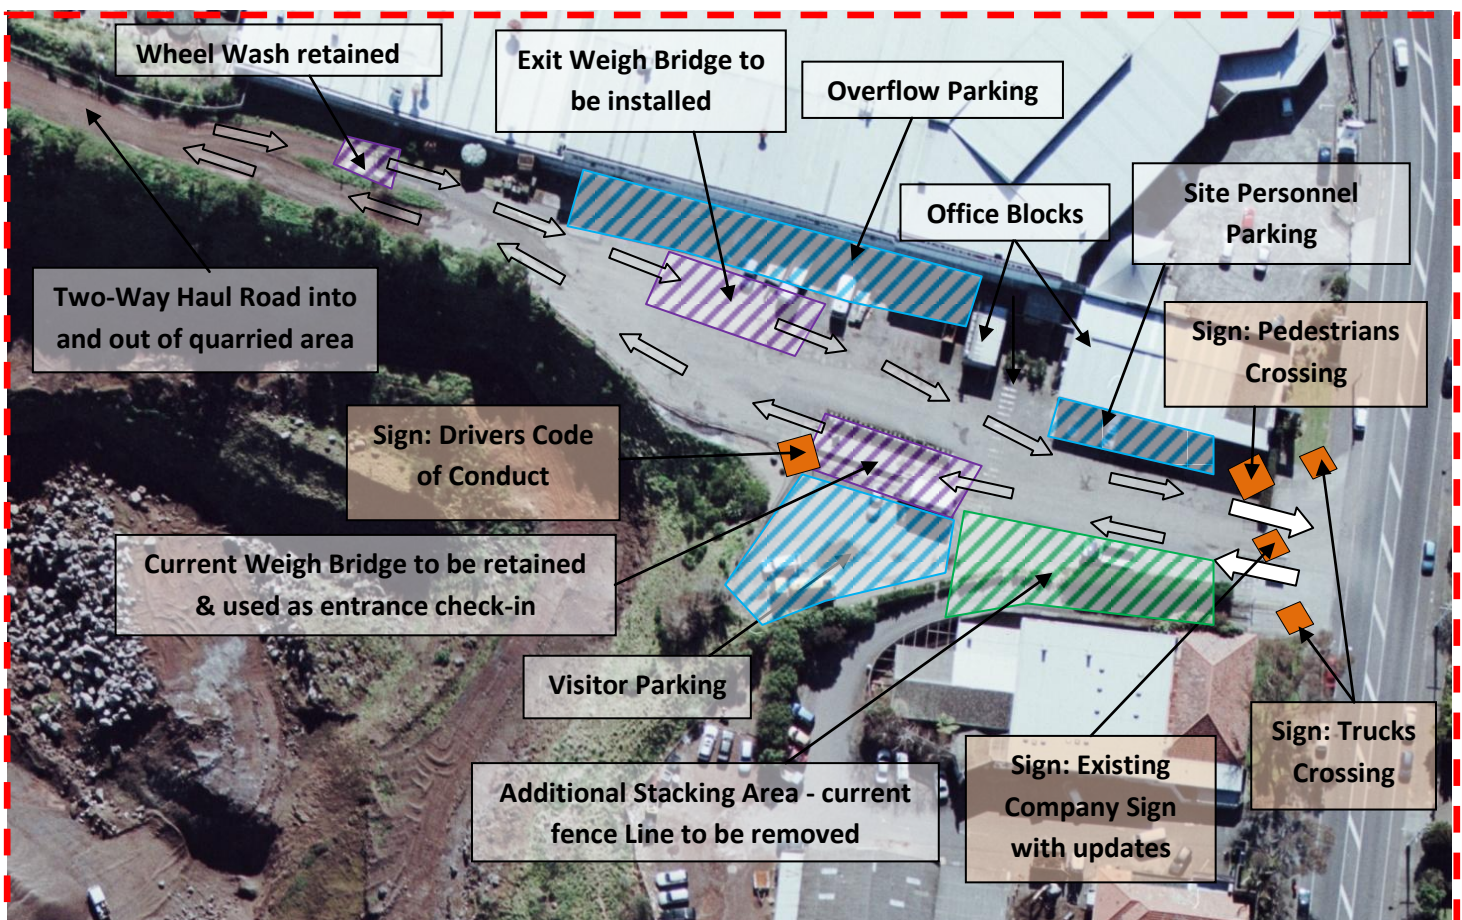 Wheel Wash retained
Exit Weigh Bridge to
be installed
Overflow Parking
Office Blocks
Site Personnel
Parking
Two-Way Haul Road into
and out of quarried area
Sign: Pedestrians
Crossing
Sign: Drivers Code
of Conduct
Current Weigh Bridge to be retained
& used as entrance check-in
Visitor Parking
Additional Stacking Area - current
fence Line to be removed
Sign: Existing
Company Sign
with updates
Sign: Trucks
Crossing